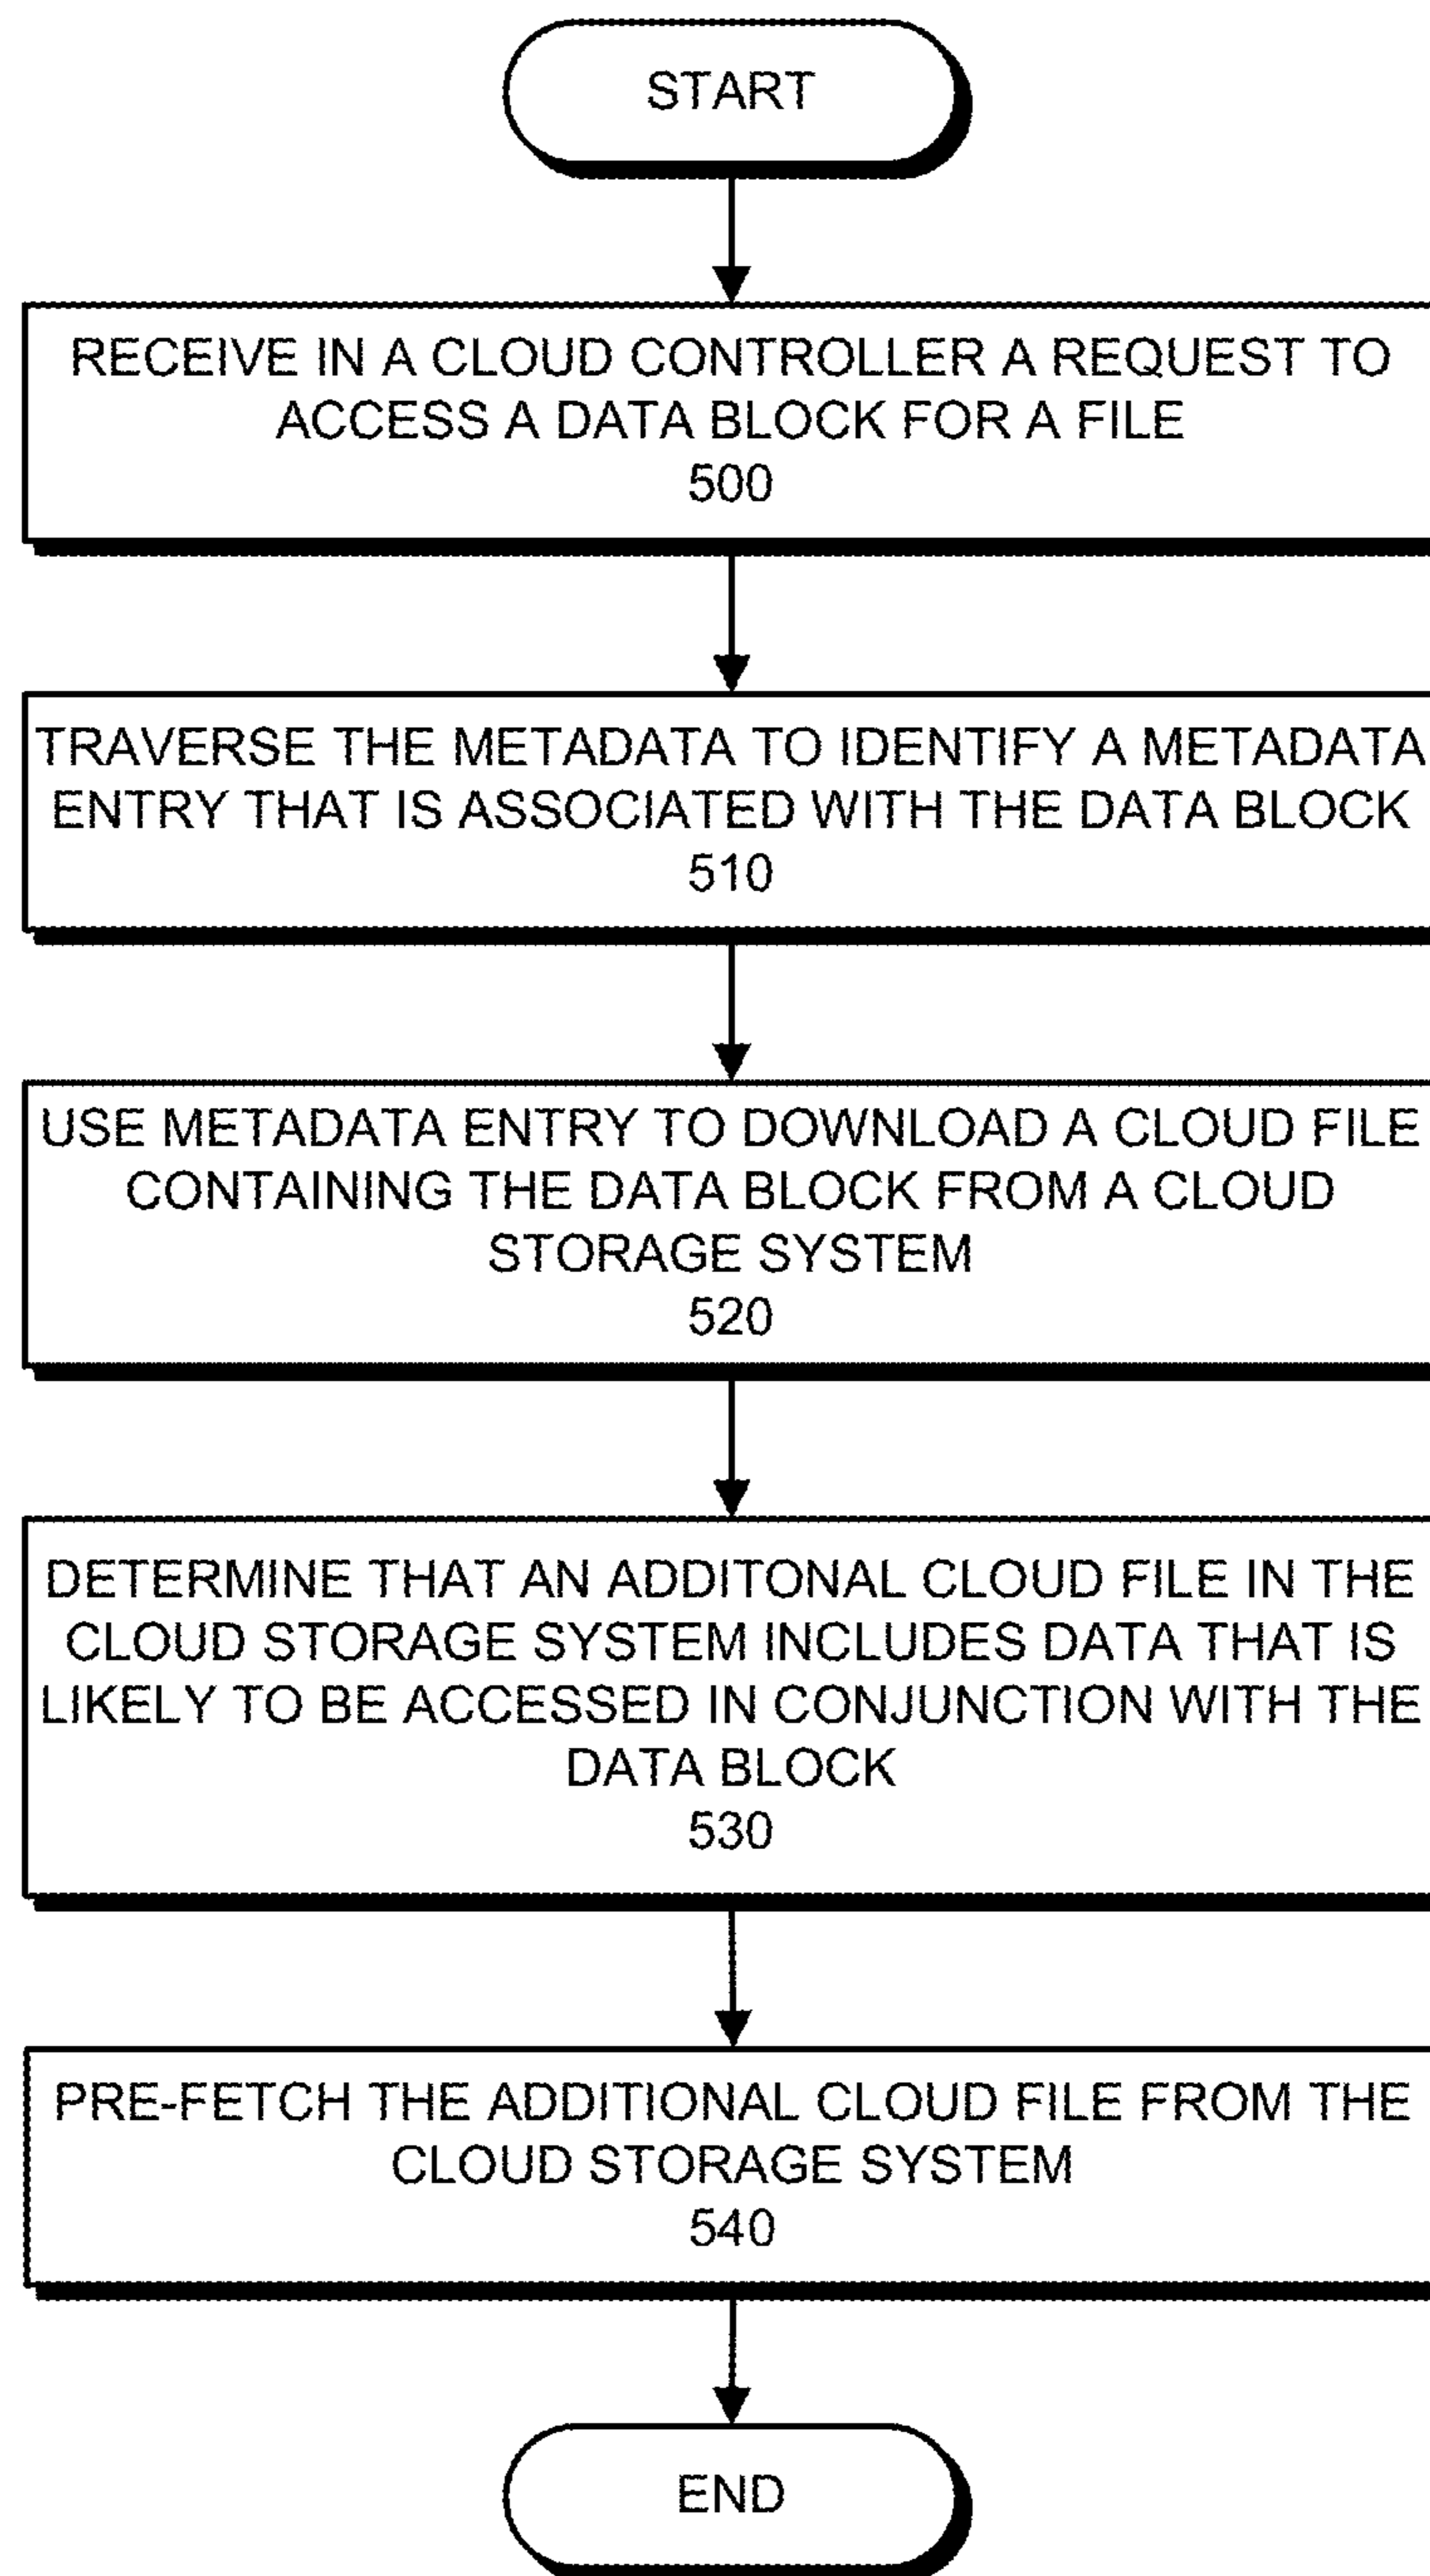 START
RECEIVE IN A CLOUD CONTROLLER A REQUEST TO
ACCESS A DATA BLOCK FOR A FILE
500
TRAVERSE THE METADATA TO IDENTIFY A METADATA
ENTRY THAT IS ASSOCIATED WITH THE DATA BLOCK
510
USE METADATA ENTRY TO DOWNLOAD A CLOUD FILE
CONTAINING THE DATA BLOCK FROM A CLOUD
STORAGE SYSTEM
520
DETERMINE THAT AN ADDITONAL CLOUD FILE IN THE
CLOUD STORAGE SYSTEM INCLUDES DATA THAT IS
LIKELY TO BE ACCESSED IN CONJUNCTION WITH THE
DATA BLOCK
530
PRE-FETCH THE ADDITIONAL CLOUD FILE FROM THE
CLOUD STORAGE SYSTEM
540
END